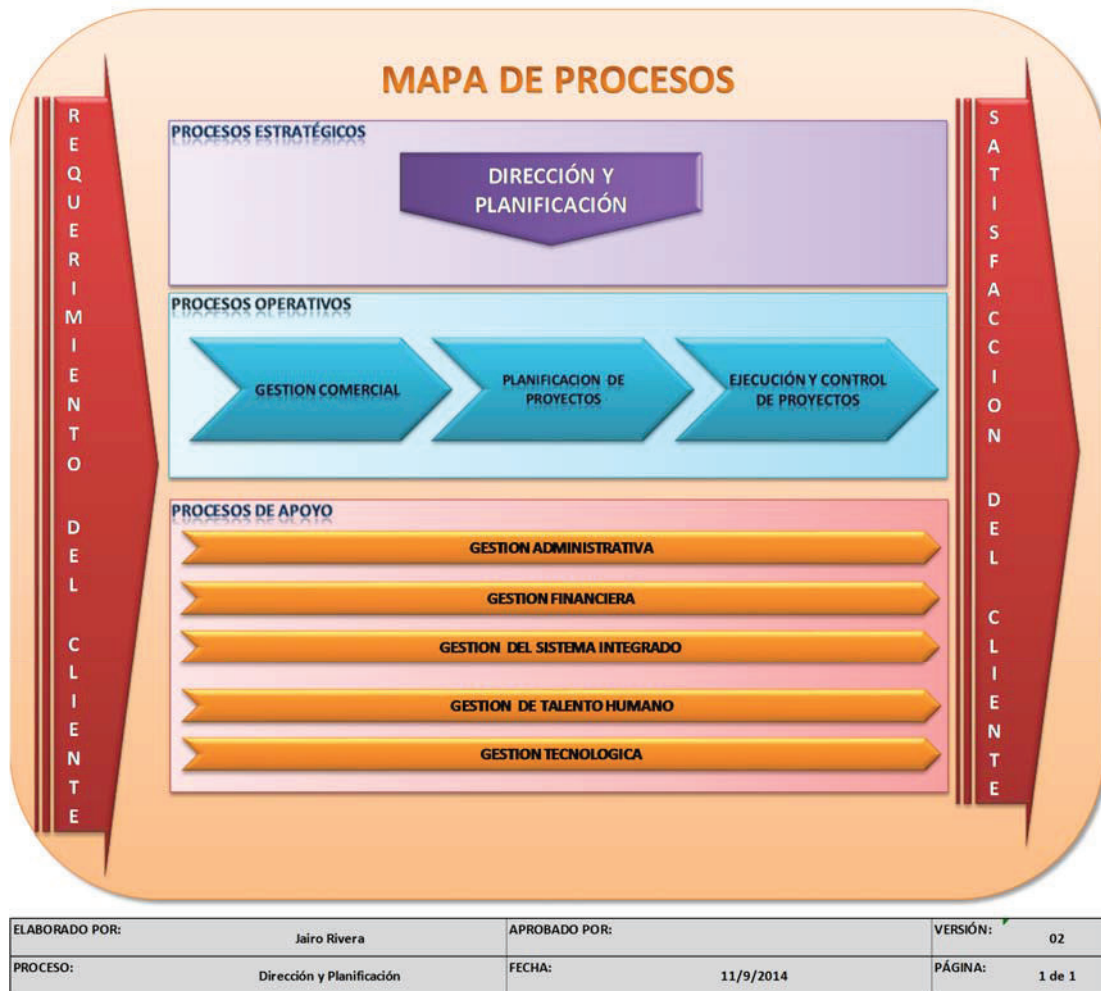 MAPA DE PROCESOS
REQUERIMIENTO DEL CLIENTE
PROCESOS ESTRATÉGICOS
DIRECCIÓN Y
PLANIFICACIÓN
PROCESOS OPERATIVOS
GESTION COMERCIAL
PLANIFICACION DE
PROYECTOS
EJECUCIÓN Y CONTROL
DE PROYECTOS
PROCESOS DE APOYO
GESTION ADMINISTRATIVA
GESTION FINANCIERA
GESTION DEL SISTEMA INTEGRADO
GESTION DE TALENTO HUMANO
GESTION TECNOLOGICA
SATISFACCION DEL CLIENTE
ELABORADO POR: Jairo Rivera APROBADO POR: VERSIÓN: 02
PROCESO: Dirección y Planificación FECHA: 11/9/2014 PÁGINA: 1 de 1